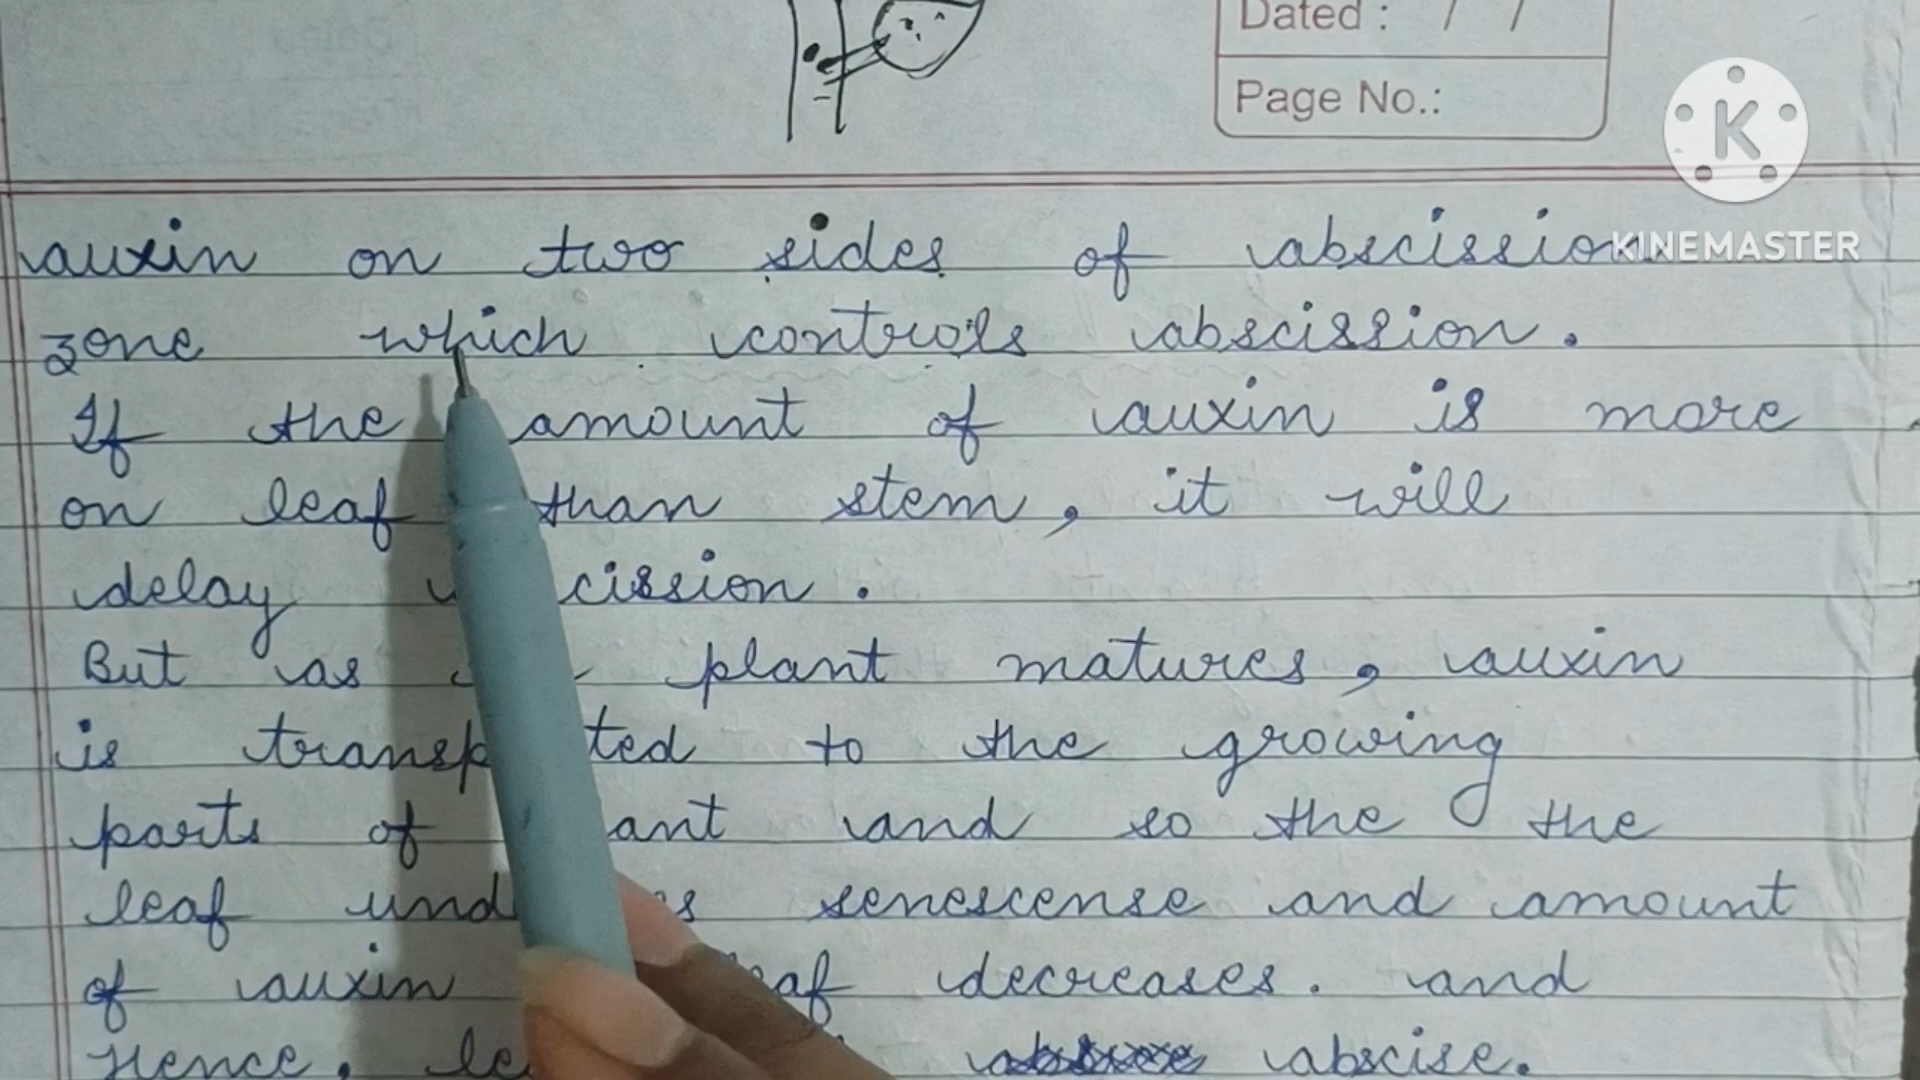 Dated : / /
Page No.:
K
KINEMASTER
auxin on two sides of abscission
zone which controls abscission.
If the amount of auxin is more
on leaf than stem, it will
delay cission.
But as plant matures, auxin
is transp ted to the growing
parts of ant and so the the
leaf und es senescense and amount
of auxin eaf decreases. and
Hence, le abscise.